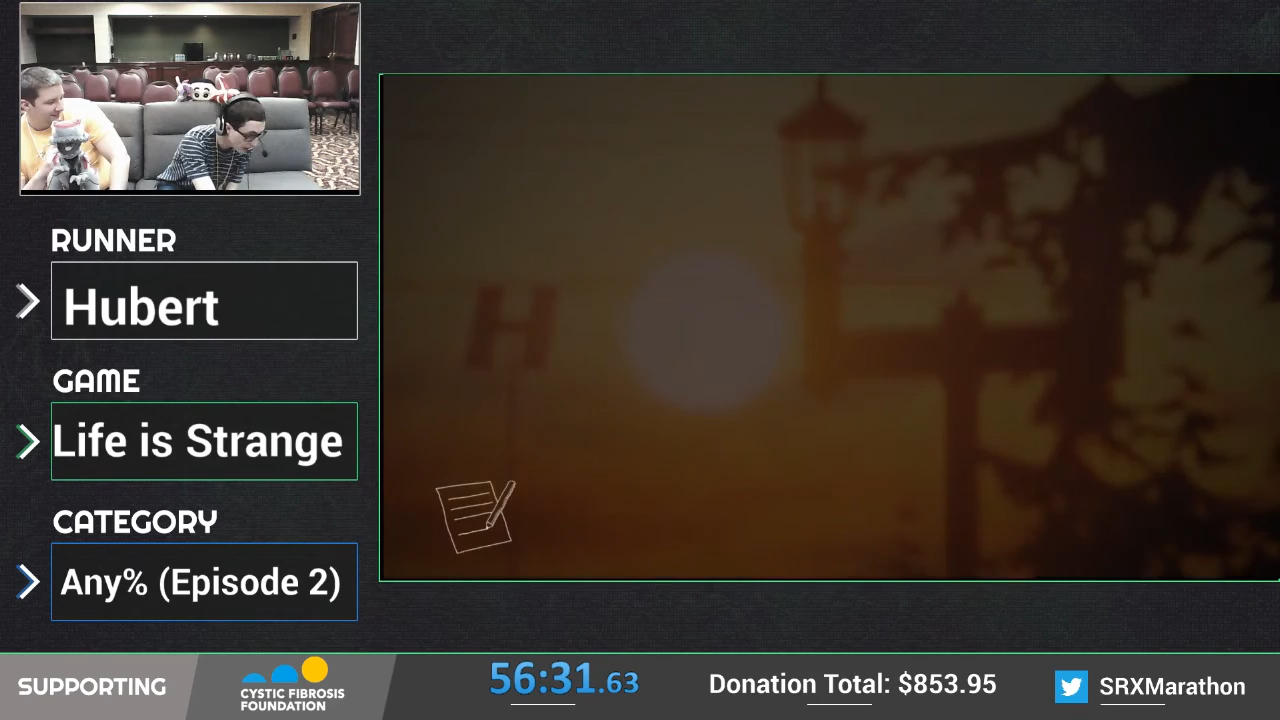 RUNNER
Hubert
GAME
Life is Strange
CATEGORY
Any% (Episode 2)
SUPPORTING
CYSTIC FIBROSIS
FOUNDATION
56:31.63
Donation Total: $853.95
SRXMarathon